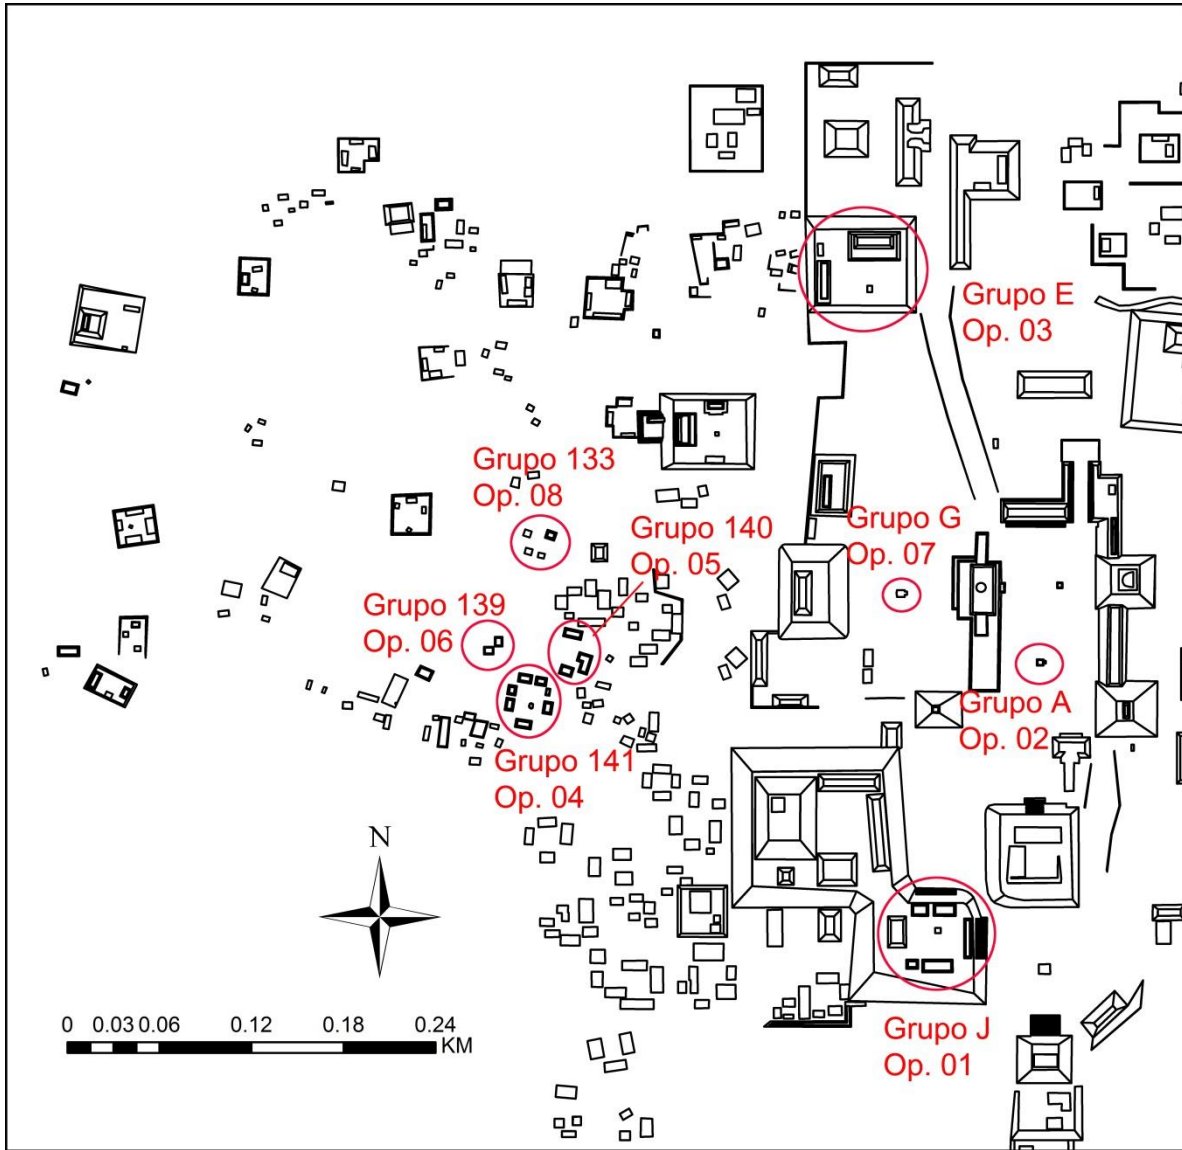 Grupo E
Op. 03
Grupo 133
Op. 08
Grupo 140
Op. 05
Grupo G
Op. 07
Grupo 139
Op. 06
Grupo A
Op. 02
Grupo 141
Op. 04
N
0 0.03 0.06 0.12 0.18 0.24
KM
Grupo J
Op. 01